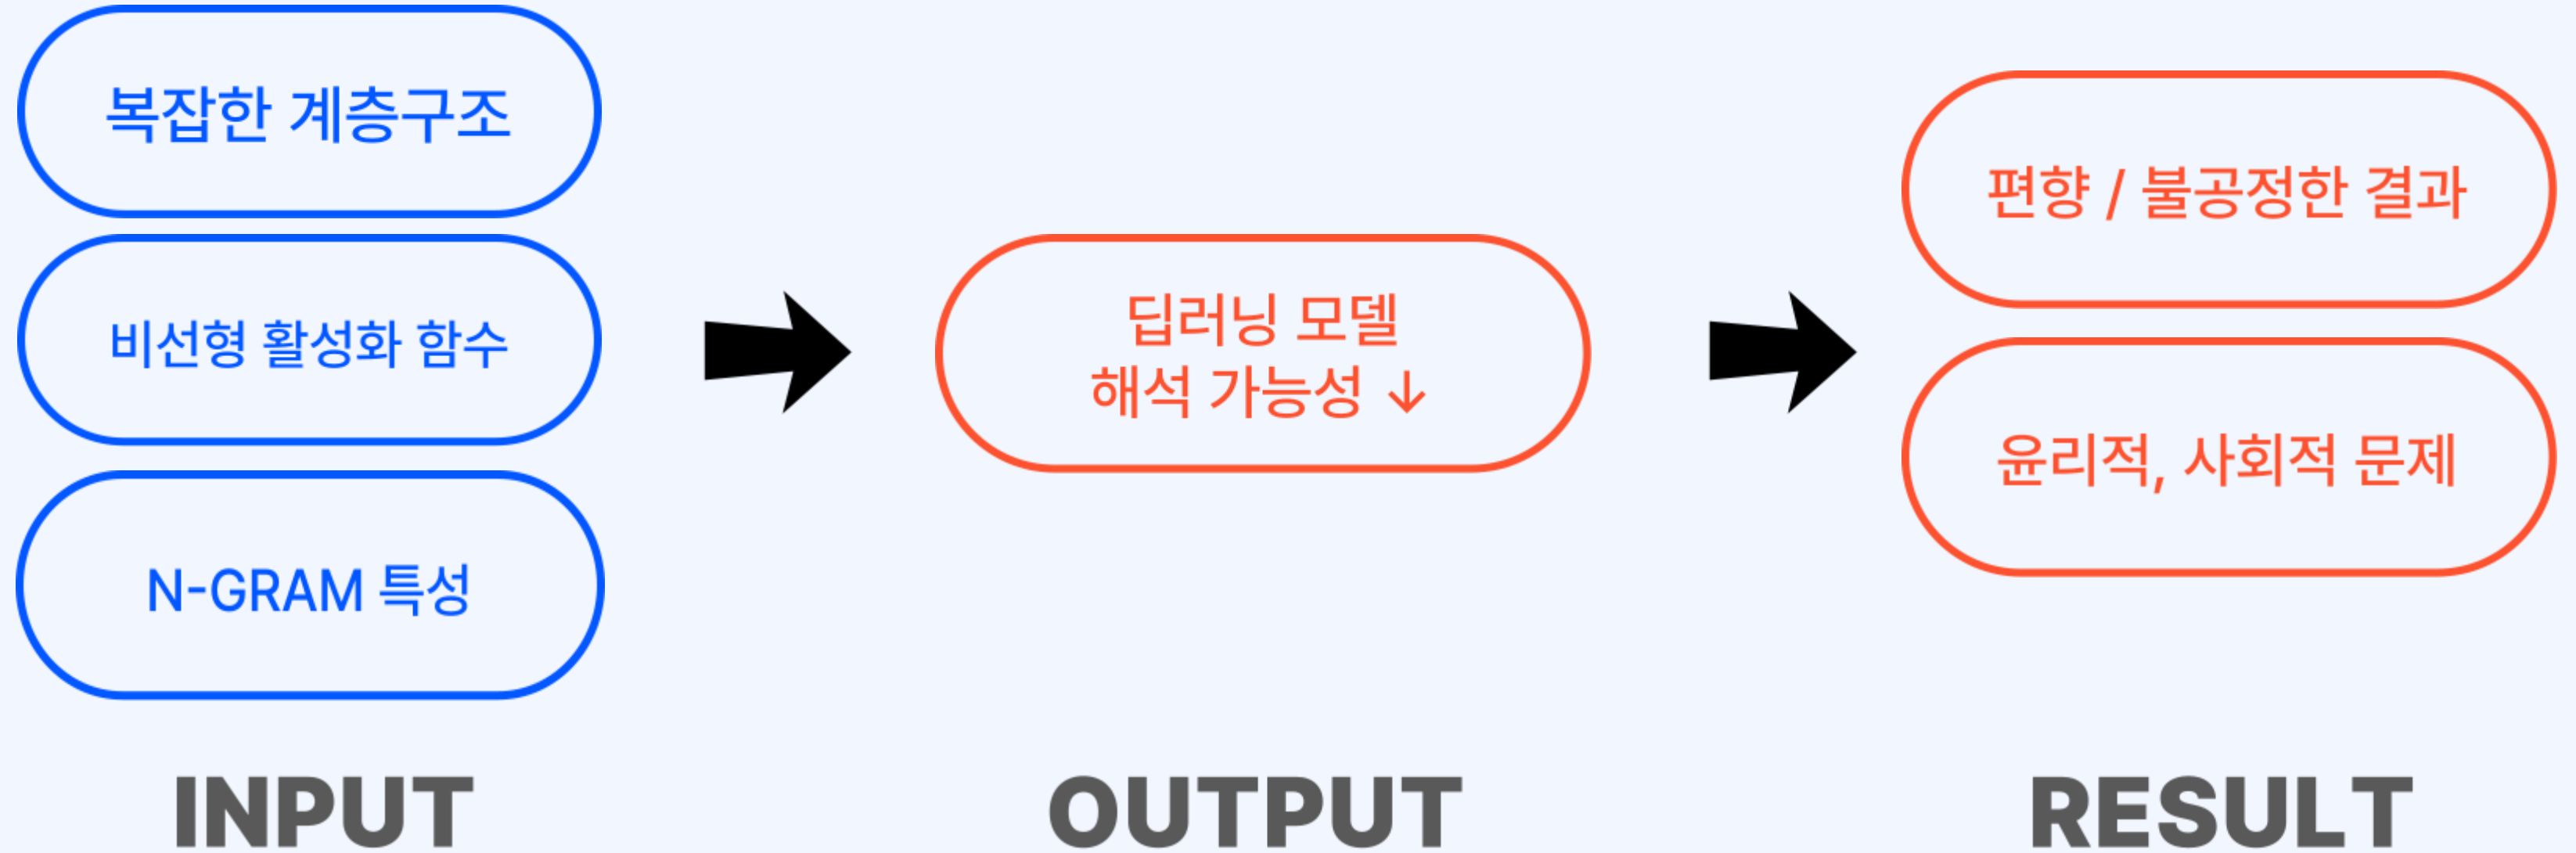 복잡한 계층구조
비선형 활성화 함수
N-GRAM 특성
INPUT
딥러닝 모델
해석 가능성 ↓
OUTPUT
편향 / 불공정한 결과
윤리적, 사회적 문제
RESULT